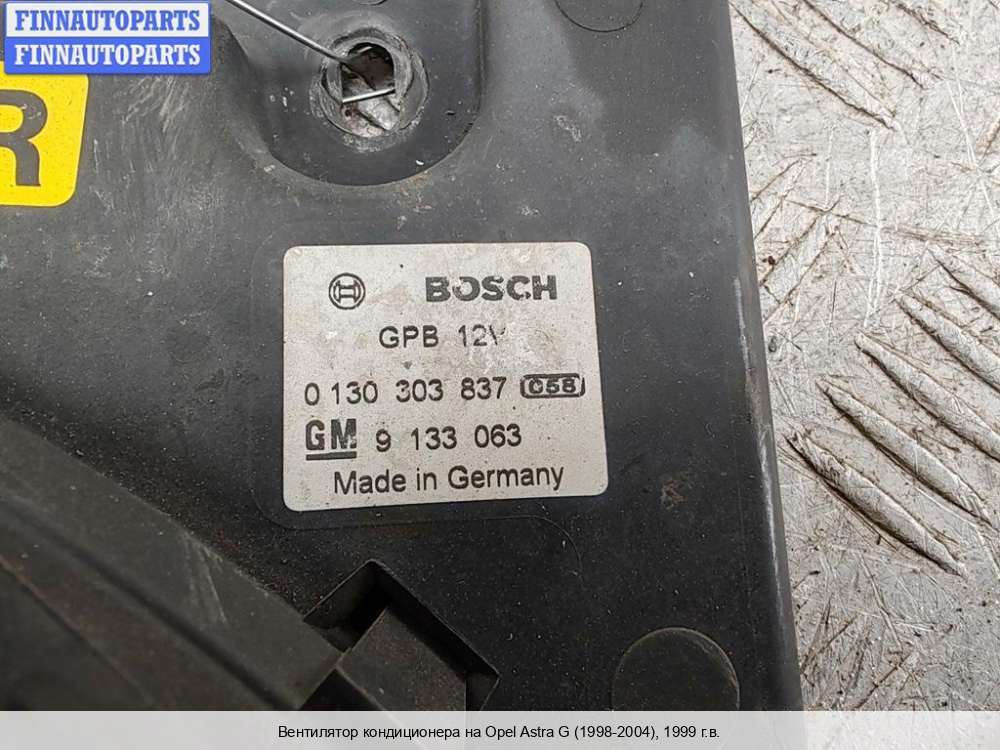 FINNAUTOPARTS
FINNAUTOPARTS
R
BOSCH
GPB 12V
0 130 303 837 C58
GM 9 133 063
Made in Germany
Вентилятор кондиционера на Opel Astra G (1998-2004), 1999 г.в.